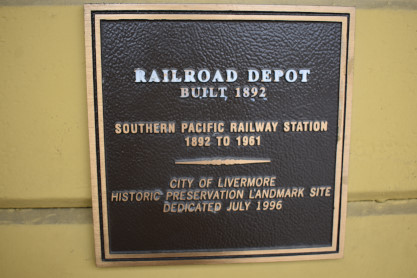 RAILROAD DEPOT
BUILT 1892
SOUTHERN PACIFIC RAILWAY STATION
1892 TO 1961
CITY OF LIVERMORE
HISTORIC PRESERVATION LANDMARK SITE
DEDICATED JULY 1996